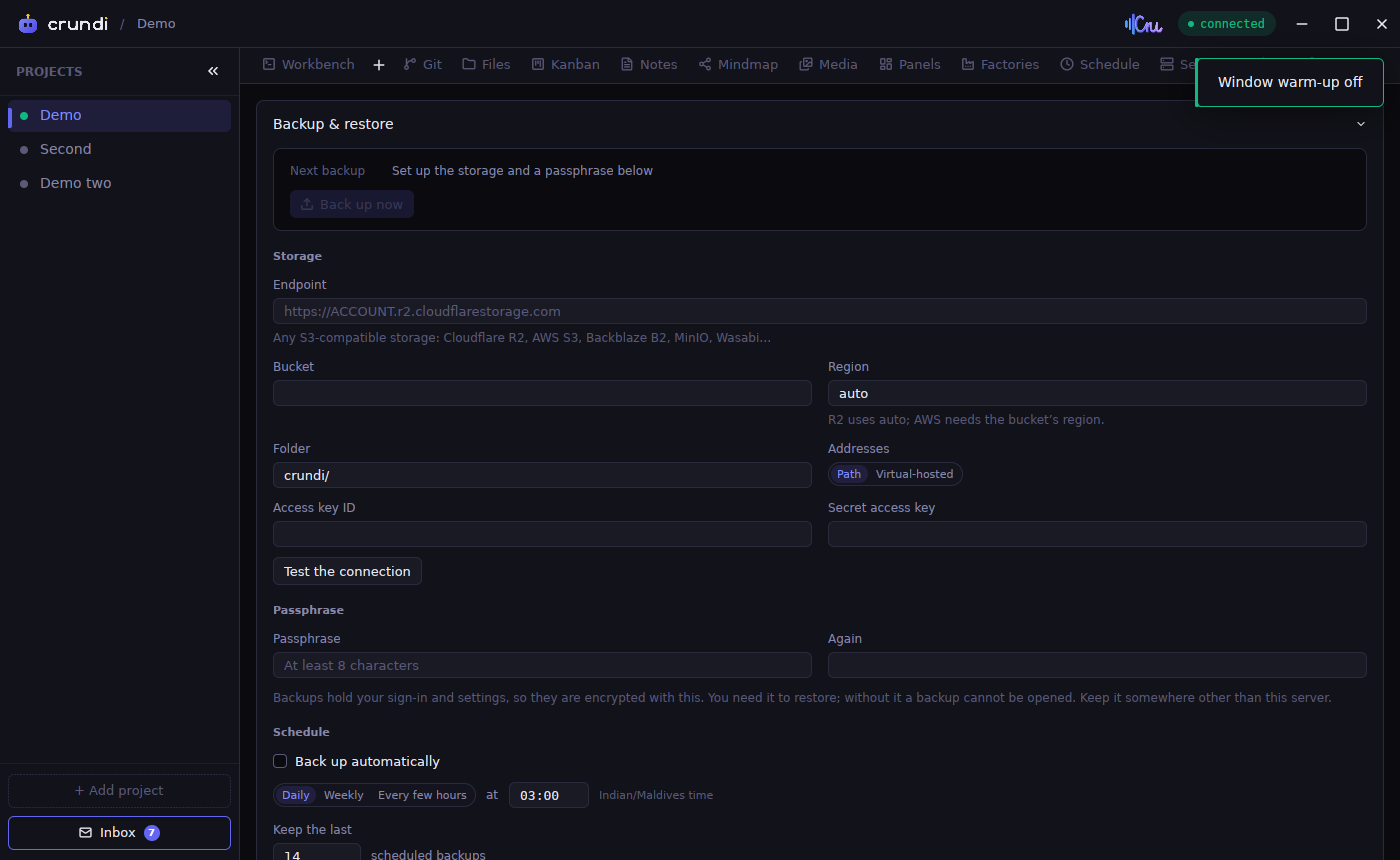 crundi / Demo
Cru
connected
PROJECTS
Workbench + Git Files Kanban Notes Mindmap Media Panels Factories Schedule
Window warm-up off
Demo
Second
Demo two
Backup & restore
Next backup Set up the storage and a passphrase below
Back up now
Storage
Endpoint
https://ACCOUNT.r2.cloudflarestorage.com
Any S3-compatible storage: Cloudflare R2, AWS S3, Backblaze B2, MinIO, Wasabi…
Bucket Region
auto
R2 uses auto; AWS needs the bucket’s region.
Folder Addresses
crundi/ Path Virtual-hosted
Access key ID Secret access key
Test the connection
Passphrase
Passphrase Again
At least 8 characters
Backups hold your sign-in and settings, so they are encrypted with this. You need it to restore; without it a backup cannot be opened. Keep it somewhere other than this server.
Schedule
Back up automatically
Daily Weekly Every few hours at 03:00 Indian/Maldives time
Keep the last
14 scheduled backups
+ Add project
Inbox 7